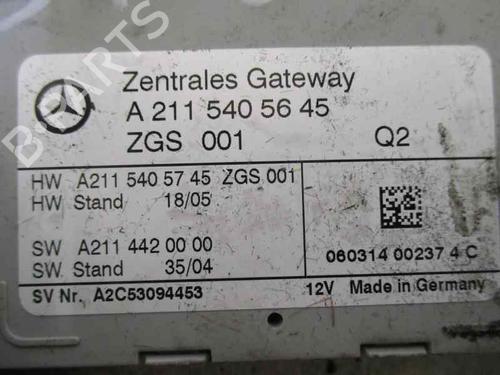 Zentrales Gateway
A 211 540 56 45
ZGS 001 Q2
HW A211 540 57 45 ZGS 001
HW Stand 18/05
SW A211 442 00 00
SW Stand 35/04
060314 00237 4 C
SV Nr. A2C53094453 12V Made in Germany
B-PARTS